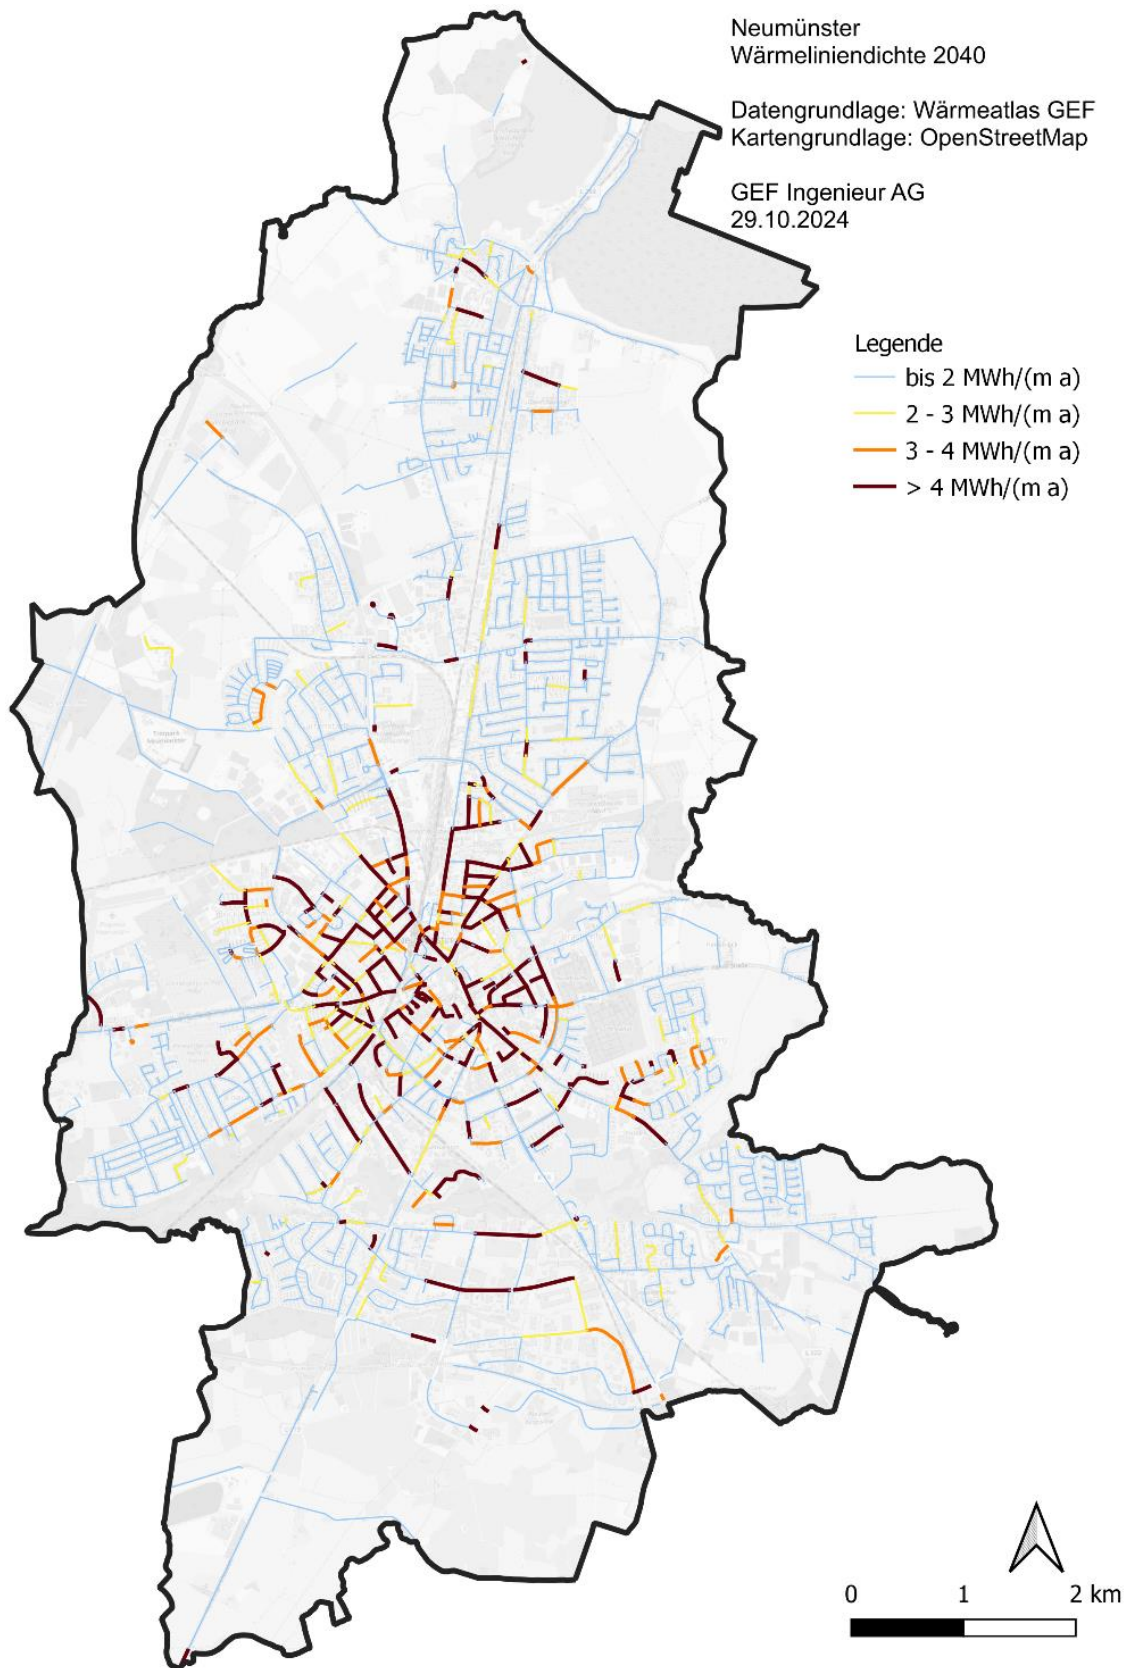 Neumünster
Wärmeliniendichte 2040
Datengrundlage: Wärmeatlas GEF
Kartengrundlage: OpenStreetMap
GEF Ingenieur AG
29.10.2024
Legende
bis 2 MWh/(m a)
2 - 3 MWh/(m a)
3 - 4 MWh/(m a)
> 4 MWh/(m a)
0 1 2 km